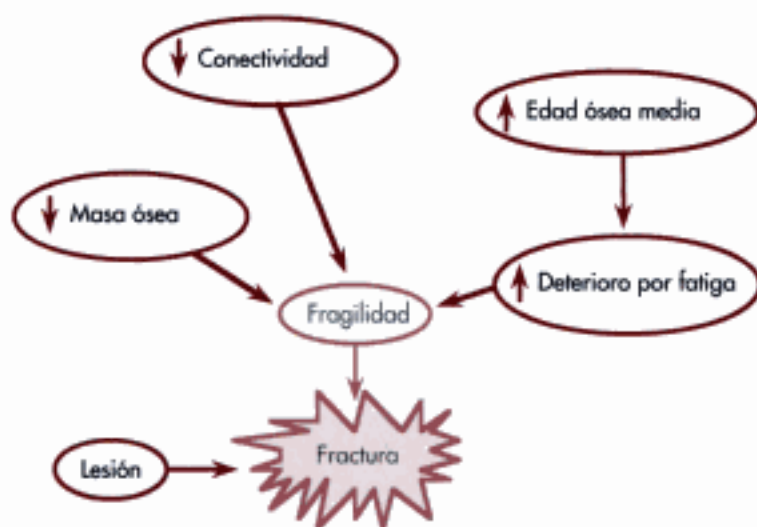 ↓ Conectividad
↑ Edad ósea media
↓ Masa ósea
↑ Deterioro por fatiga
Fragilidad
Fractura
Lesión